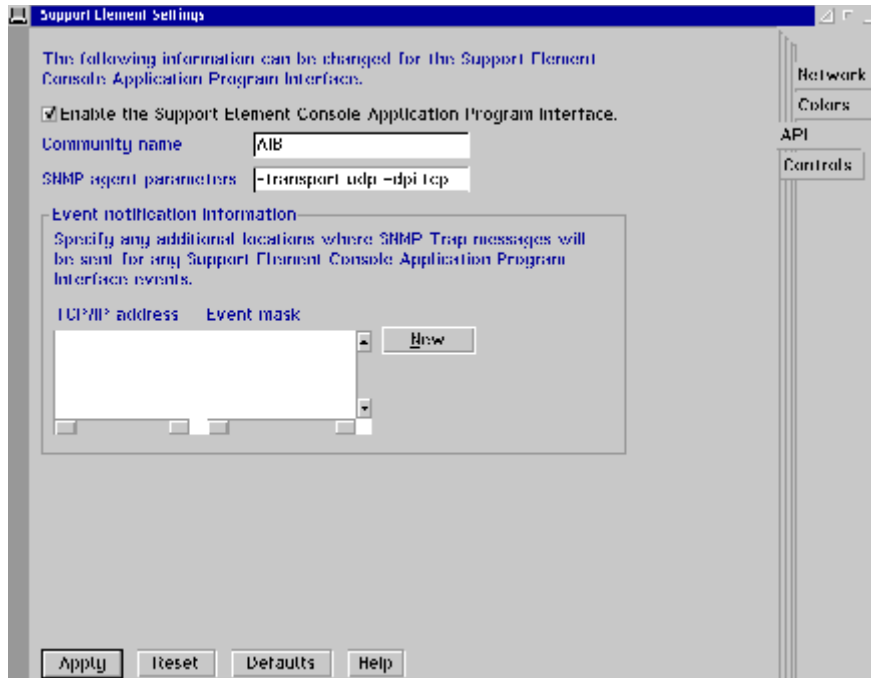 Support Element Settings
The following information can be changed for the Support Element
Console Application Program Interface.
Enable the Support Element Console Application Program Interface.
Community name AIB
SNMP agent parameters -transport udp -dpi tcp
Event notification information
Specify any additional locations where SNMP Trap messages will
be sent for any Support Element Console Application Program
Interface events.
TCP/IP address Event mask
New
Apply Reset Defaults Help
Network
Colors
API
Controls